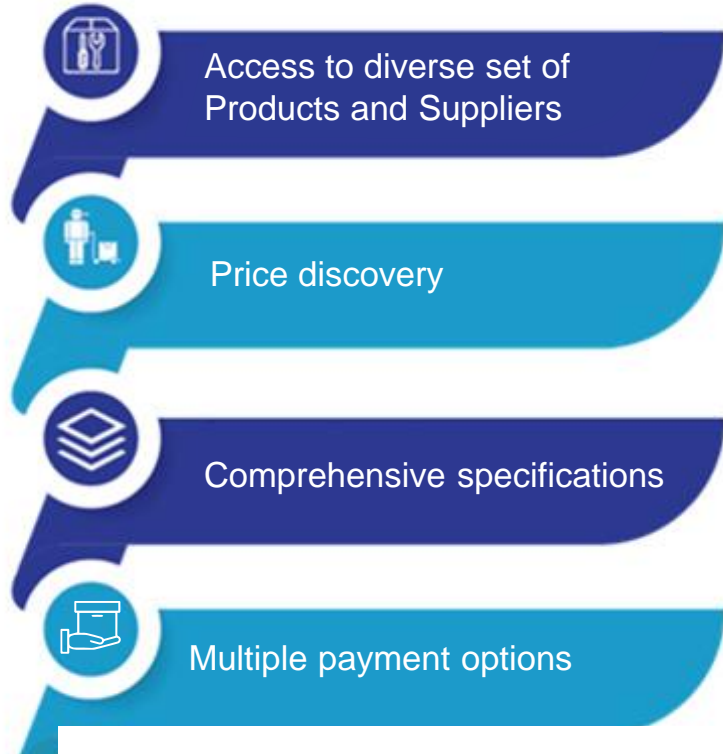 Access to diverse set of
Products and Suppliers
Price discovery
Comprehensive specifications
Multiple payment options